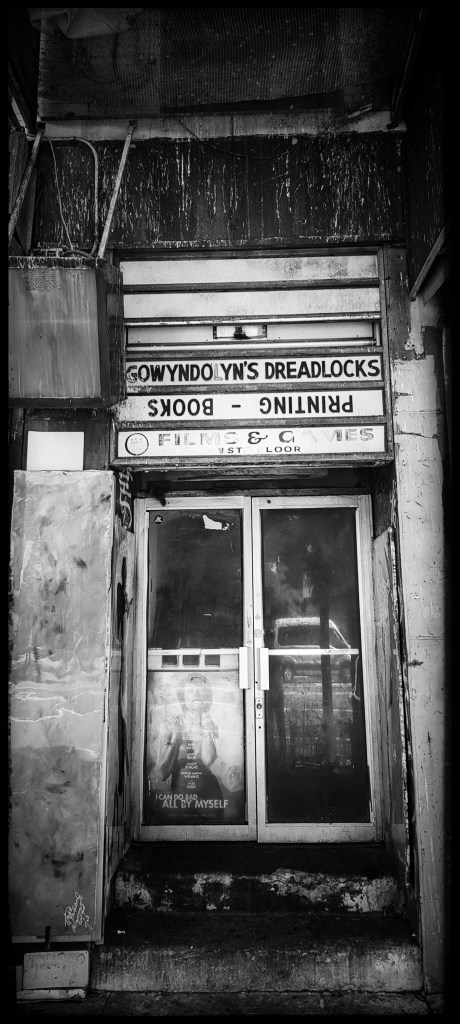 GOWYNDOLYN'S DREADLOCKS
PRINTING - BOOKS
FILMS & GAMES
1ST FLOOR
I CAN DO BAD
ALL BY MYSELF